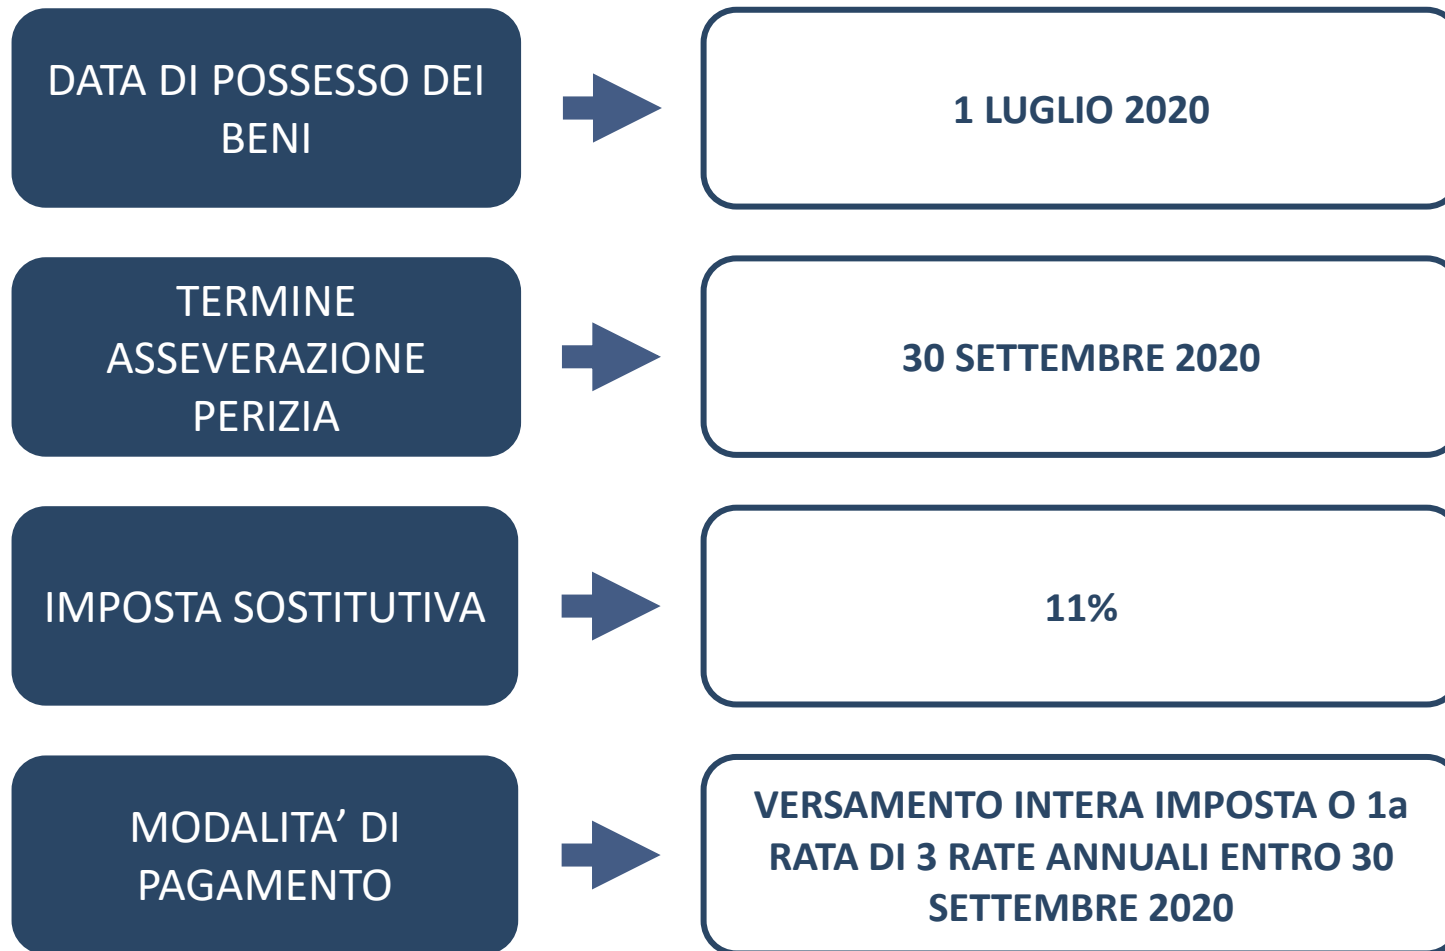 DATA DI POSSESSO DEI
BENI
1 LUGLIO 2020
TERMINE
ASSEVERAZIONE
PERIZIA
30 SETTEMBRE 2020
IMPOSTA SOSTITUTIVA
11%
MODALITA’ DI
PAGAMENTO
VERSAMENTO INTERA IMPOSTA O 1a
RATA DI 3 RATE ANNUALI ENTRO 30
SETTEMBRE 2020